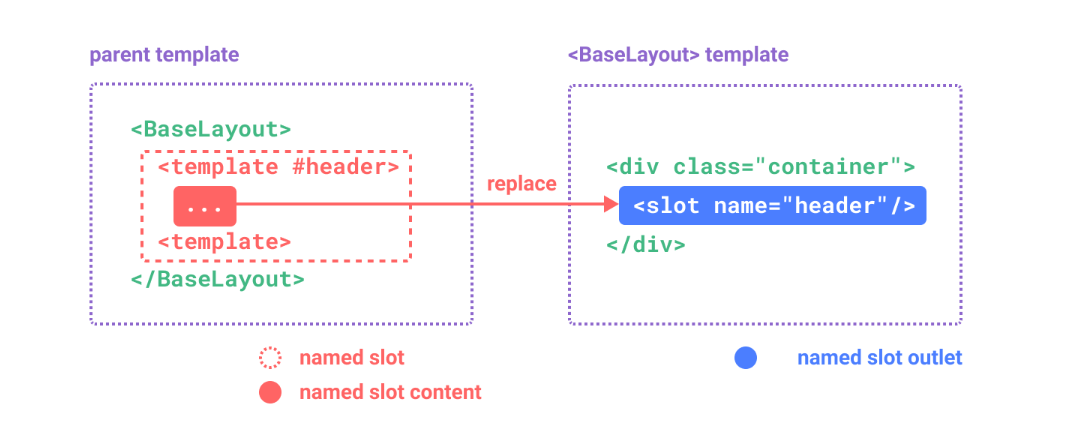 parent template
<BaseLayout>
<template #header>
...
<template>
</BaseLayout>
replace
named slot
named slot content
<BaseLayout> template
<div class="container">
<slot name="header"/>
</div>
named slot outlet